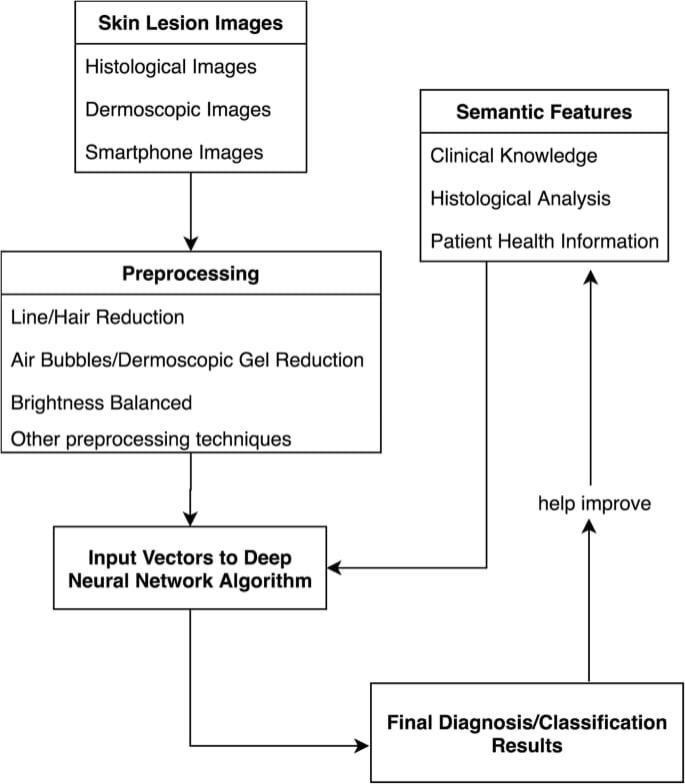 Skin Lesion Images
Histological Images
Dermoscopic Images
Smartphone Images
Semantic Features
Clinical Knowledge
Histological Analysis
Patient Health Information
Preprocessing
Line/Hair Reduction
Air Bubbles/Dermoscopic Gel Reduction
Brightness Balanced
Other preprocessing techniques
help improve
Input Vectors to Deep
Neural Network Algorithm
Final Diagnosis/Classification
Results